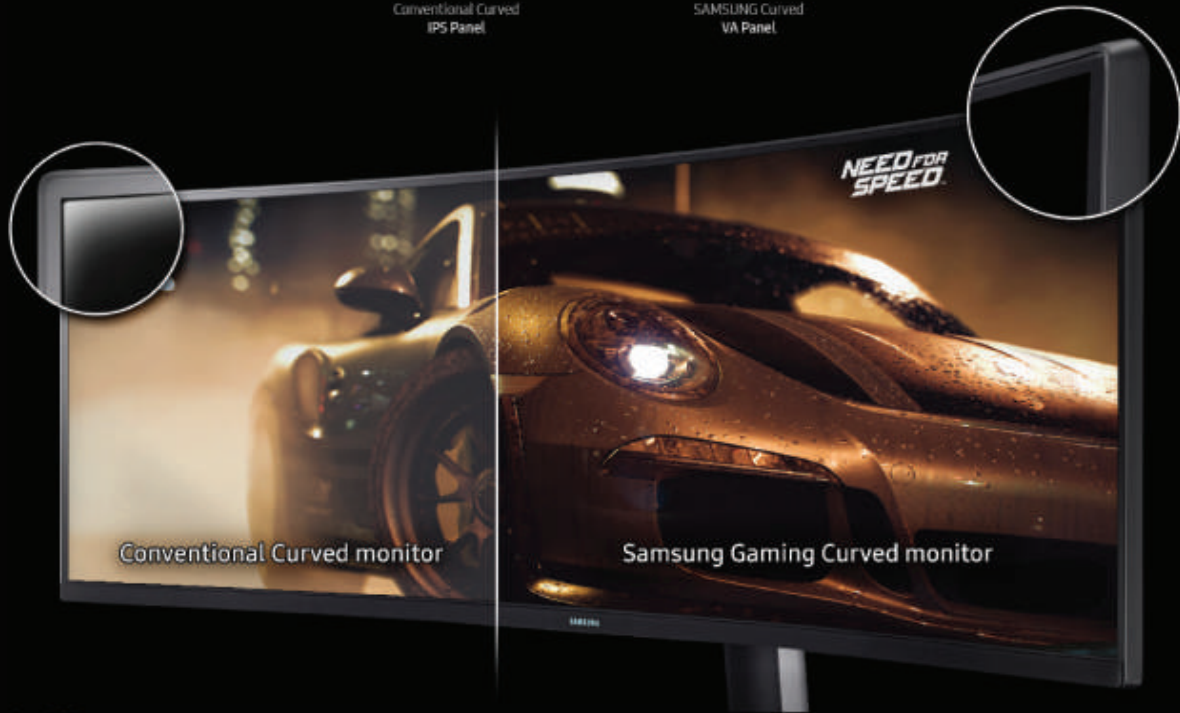 Conventional Curved
IPS Panel
SAMSUNG Curved
VA Panel
NEED FOR
SPEED
Conventional Curved monitor
Samsung Gaming Curved monitor
SAMSUNG